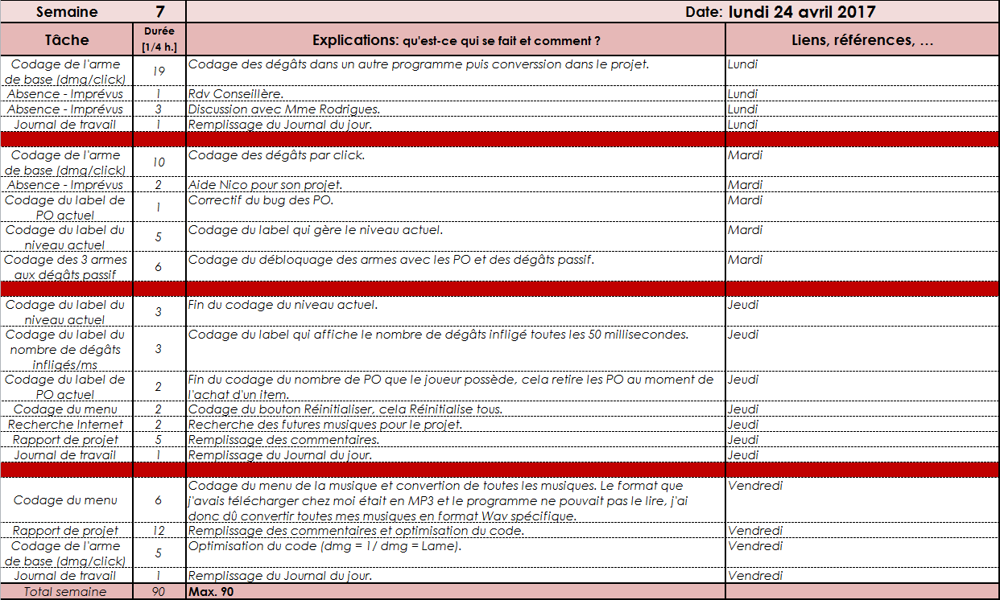 Semaine 7 Date: lundi 24 avril 2017
Tâche Durée [1/4 h.] Explications: qu'est-ce qui se fait et comment ? Liens, références, ...
Codage de l'arme de base (dmg/click) 19 Codage des dégâts dans un autre programme puis converssion dans le projet. Lundi
Absence - Imprévus 1 Rdv Conseillère. Lundi
Absence - Imprévus 3 Discussion avec Mme Rodrigues. Lundi
Journal de travail 1 Remplissage du Journal du jour. Lundi
Codage de l'arme de base (dmg/click) 10 Codage des dégâts par click. Mardi
Absence - Imprévus 2 Aide Nico pour son projet. Mardi
Codage du label de PO actuel 1 Correctif du bug des PO. Mardi
Codage du label du niveau actuel 5 Codage du label qui gère le niveau actuel. Mardi
Codage des 3 armes aux dégâts passif 6 Codage du débloquage des armes avec les PO et des dégâts passif. Mardi
Codage du label du niveau actuel 3 Fin du codage du niveau actuel. Jeudi
Codage du label du nombre de dégâts infligés/ms 3 Codage du label qui affiche le nombre de dégâts infligé toutes les 50 millisecondes. Jeudi
Codage du label de PO actuel 2 Fin du codage du nombre de PO que le joueur possède, cela retire les PO au moment de l'achat d'un item. Jeudi
Codage du menu 2 Codage du bouton Réinitialiser, cela Réinitialise tous. Jeudi
Recherche Internet 2 Recherche des futures musiques pour le projet. Jeudi
Rapport de projet 5 Remplissage des commentaires. Jeudi
Journal de travail 1 Remplissage du Journal du jour. Jeudi
Codage du menu 6 Codage du menu de la musique et convertion de toutes les musiques. Le format que j'avais télécharger chez moi était en MP3 et le programme ne pouvait pas le lire, j'ai donc dû convertir toutes mes musiques en format Wav spécifique. Vendredi
Rapport de projet 12 Remplissage des commentaires et optimisation du code. Vendredi
Codage de l'arme de base (dmg/click) 5 Optimisation du code (dmg = 1/ dmg = Lame). Vendredi
Journal de travail 1 Remplissage du Journal du jour. Vendredi
Total semaine 90 Max. 90